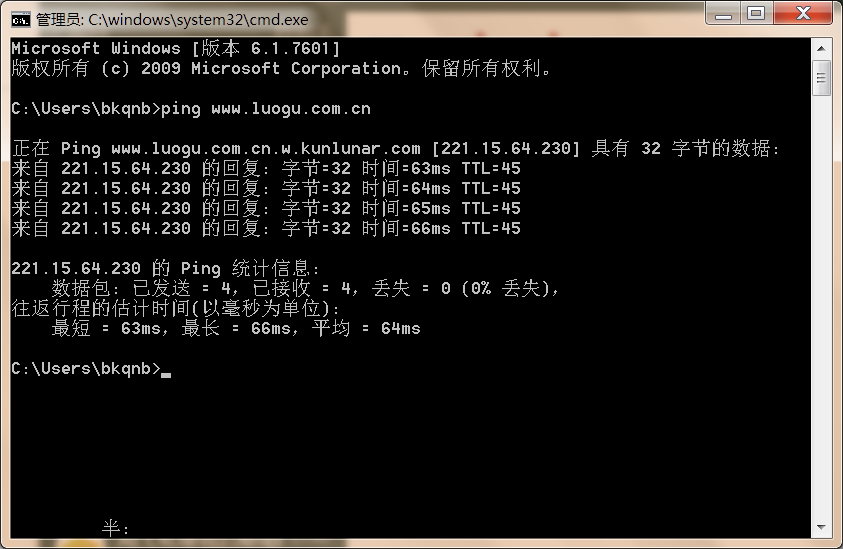 管理员: C:\windows\system32\cmd.exe
Microsoft Windows [版本 6.1.7601]
版权所有 (c) 2009 Microsoft Corporation。保留所有权利。
C:\Users\bkqnb>ping www.luogu.com.cn
正在 Ping www.luogu.com.cn.w.kunlunar.com [221.15.64.230] 具有 32 字节的数据:
来自 221.15.64.230 的回复: 字节=32 时间=63ms TTL=45
来自 221.15.64.230 的回复: 字节=32 时间=64ms TTL=45
来自 221.15.64.230 的回复: 字节=32 时间=65ms TTL=45
来自 221.15.64.230 的回复: 字节=32 时间=66ms TTL=45
221.15.64.230 的 Ping 统计信息:
数据包: 已发送 = 4，已接收 = 4，丢失 = 0 (0% 丢失)，
往返行程的估计时间(以毫秒为单位):
最短 = 63ms，最长 = 66ms，平均 = 64ms
C:\Users\bkqnb>
半: